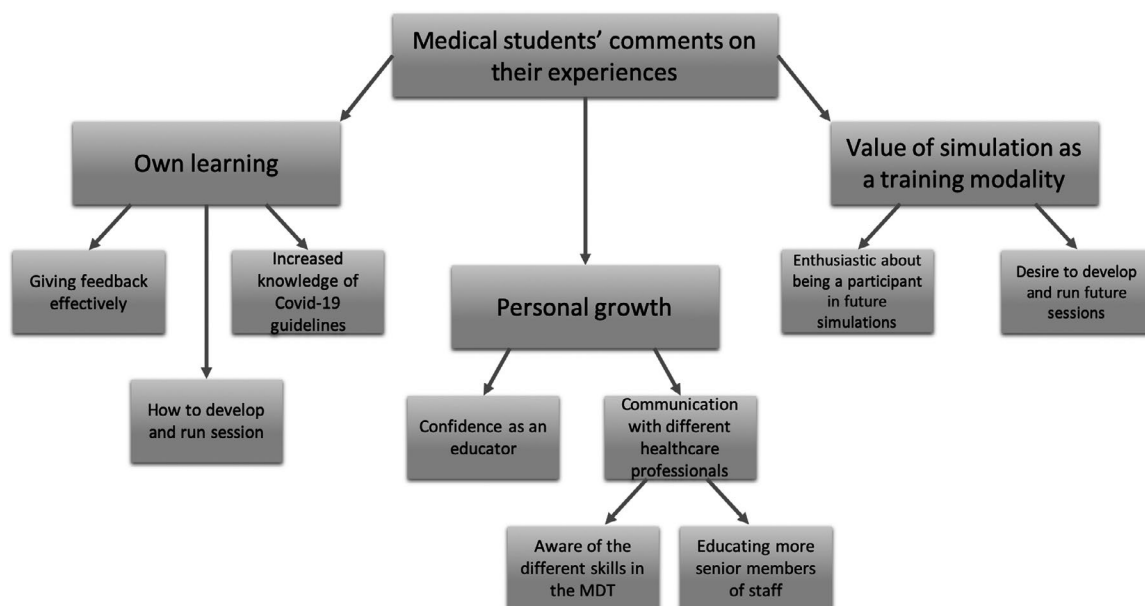 Medical students’ comments on
their experiences
Own learning
Value of simulation as
a training modality
Giving feedback
effectively
Increased
knowledge of
Covid-19
guidelines
How to develop
and run session
Personal growth
Enthusiastic about
being a participant
in future
simulations
Desire to develop
and run future
sessions
Confidence as an
educator
Communication
with different
healthcare
professionals
Aware of the
different skills in
the MDT
Educating more
senior members
of staff